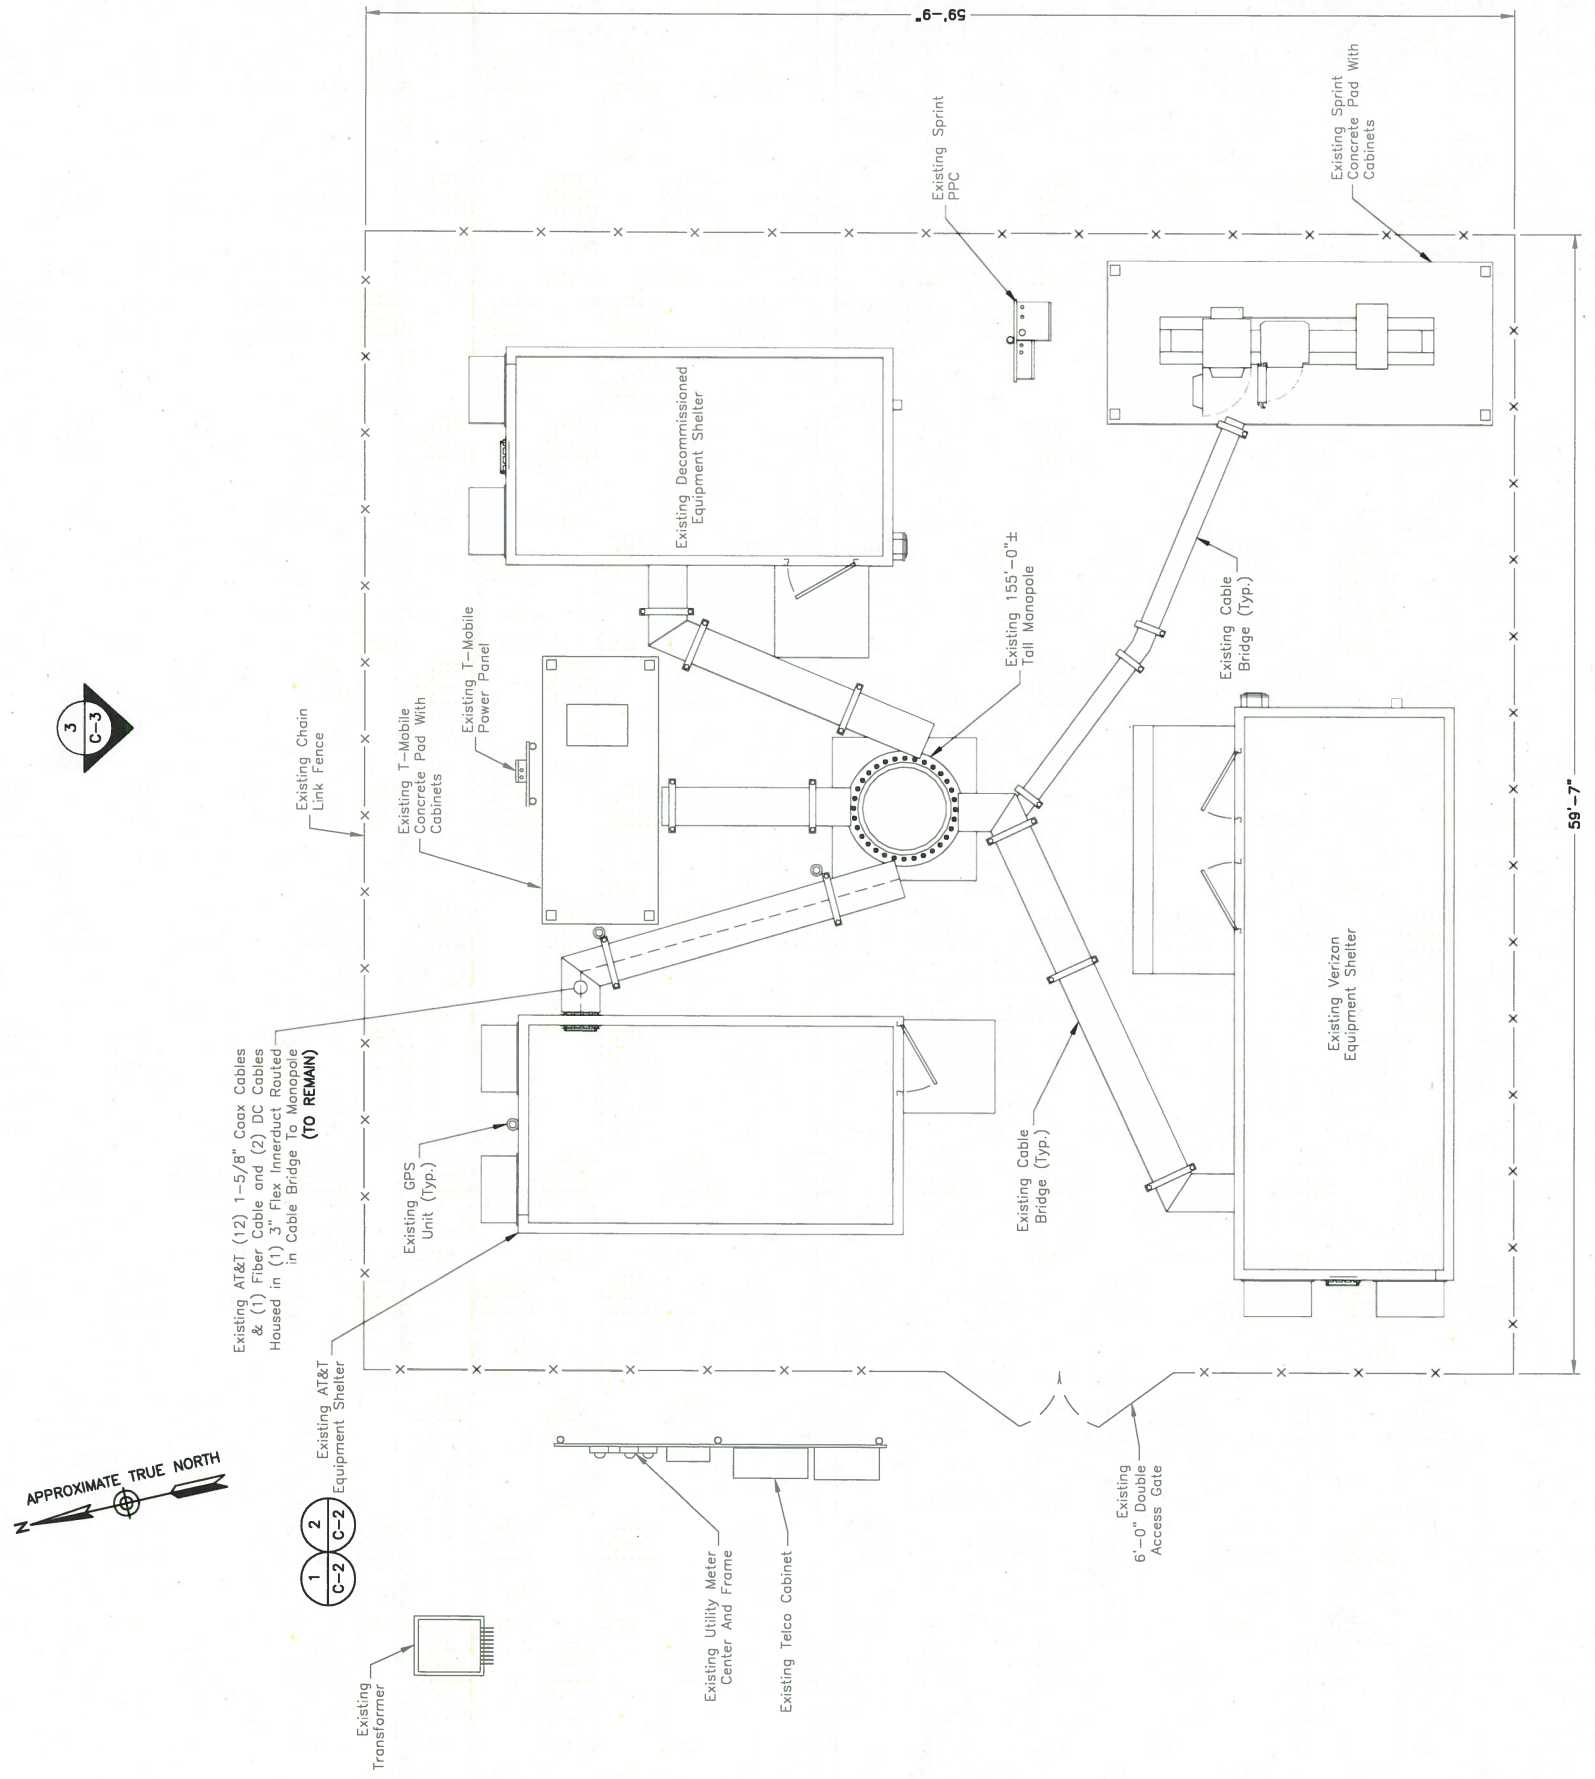 59'-9"
Existing Sprint
Concrete Pad With
Cabinets
Existing Sprint
PPC
Existing Decommissioned
Equipment Shelter
Existing 155'-0"±
Tall Monopole
Existing Cable
Bridge (Typ.)
Existing T-Mobile
Power Panel
Existing T-Mobile
Concrete Pad With
Cabinets
Existing Chain
Link Fence
3
C-3
59'-7"
Existing Verizon
Equipment Shelter
Existing Cable
Bridge (Typ.)
Existing AT&T (12) 1-5/8" Coax Cables
& (1) Fiber Cable and (2) DC Cables
Housed in (1) 3" Flex Innerduct Routed
in Cable Bridge To Monopole
(TO REMAIN)
Existing GPS
Unit (Typ.)
Existing AT&T
Equipment Shelter
1
C-2
2
C-2
APPROXIMATE TRUE NORTH
N
Existing
6'-0" Double
Access Gate
Existing Utility Meter
Center And Frame
Existing Telco Cabinet
Existing
Transformer